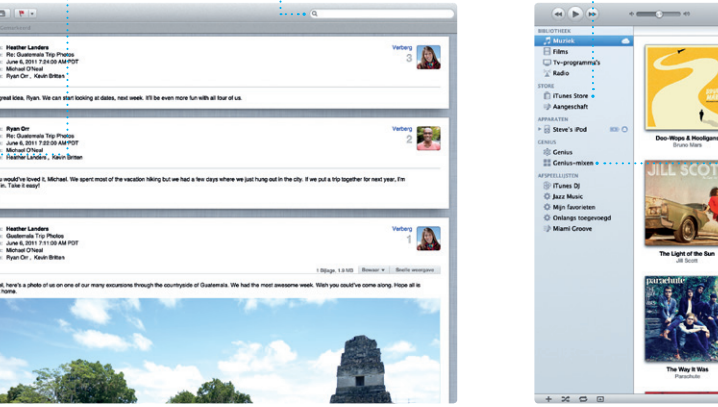 Heather Landers
Re: Guatemala Trip Photos
June 6, 2011 7:24:00 AM PDT
Michael O'Neal
Ryan Orr, Kevin Britten
Verberg
3
great idea, Ryan. We can start looking at dates, next week. It'll be even more fun with all four of us.
Ryan Orr
Re: Guatemala Trip Photos
June 6, 2011 7:22:00 AM PDT
Michael O'Neal
Heather Landers, Kevin Britten
Verberg
2
you would've loved it, Michael. We spent most of the vacation hiking but we had a few days where we just hung out in the city. If we put a trip together for next year, I'm
in. Take it easy!
Heather Landers
Guatemala Trip Photos
June 6, 2011 7:11:00 AM PDT
Michael O'Neal
Ryan Orr, Kevin Britten
Verberg
1
1 Bijlage, 1.8 MB Bewaar Snelle weergave
, here's a photo of us on one of our many excursions through the countryside of Guatemala. We had the most awesome week. Wish you could've come along. Hope all is
home.
BIBLIOTHEEK
Muziek
Films
Tv-programma's
Radio
STORE
iTunes Store
Aangeschaft
APPARATEN
Steve's iPod
GENIUS
Genius
Genius-mixen
AFSPEELLIJSTEN
iTunes DJ
Jazz Music
Mijn favorieten
Onlangs toegevoegd
Miami Groove
Doo-Wops & Hooligans
Bruno Mars
JILL SCOT
The Light of the Sun
Jill Scott
parachute
The Way It Was
Parachute